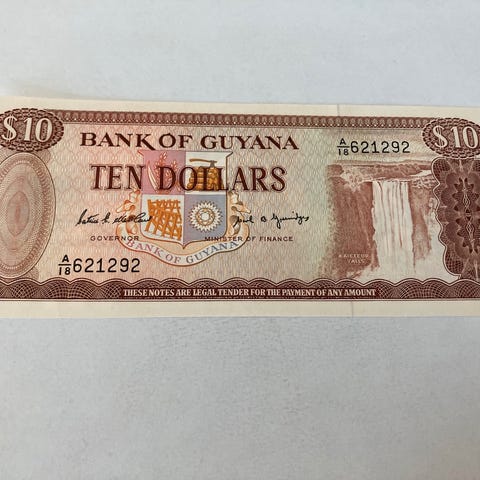 $10
$10
BANK OF GUYANA
A/18 621292
TEN DOLLARS
GOVERNOR
MINISTER OF FINANCE
BANK OF GUYANA
KAIETEUR
FALLS
A/18 621292
THESE NOTES ARE LEGAL TENDER FOR THE PAYMENT OF ANY AMOUNT